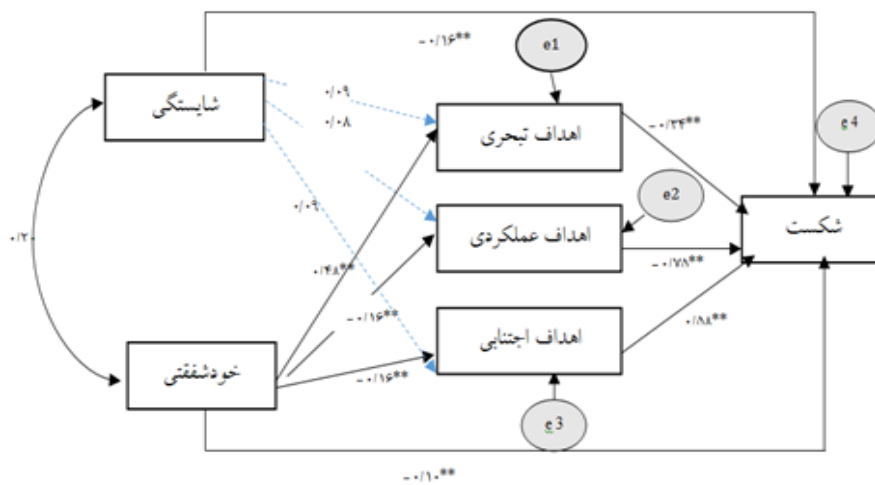 -۰/۱۶**
e1
شایستگی
۰/۰۹
۰/۰۸
اهداف تبحری
-۰/۳۴**
e4
e2
۰/۰۹
اهداف عملکردی
شکست
۰/۲۰
۰/۴۸**
-۰/۷۸**
-۰/۱۶**
اهداف اجتنابی
۰/۸۸**
خودشفقتی
-۰/۱۶**
e3
-۰/۱۰**